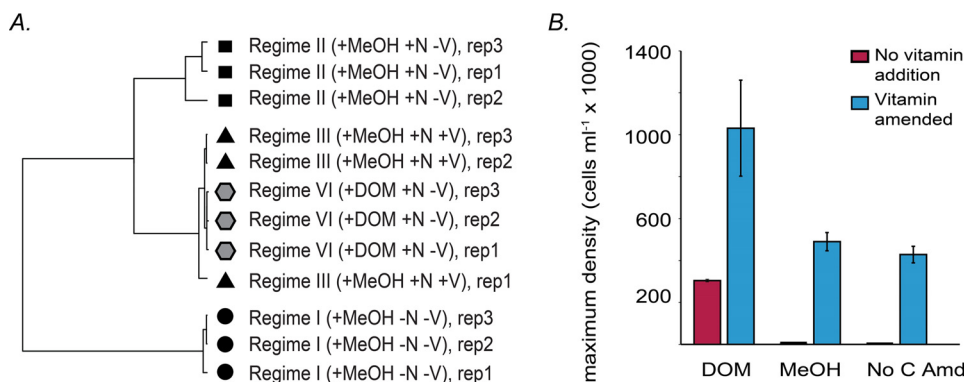 A.
Regime II (+MeOH +N -V), rep3
Regime II (+MeOH +N -V), rep1
Regime II (+MeOH +N -V), rep2
Regime III (+MeOH +N +V), rep3
Regime III (+MeOH +N +V), rep2
Regime VI (+DOM +N -V), rep3
Regime VI (+DOM +N -V), rep2
Regime VI (+DOM +N -V), rep1
Regime III (+MeOH +N +V), rep1
Regime I (+MeOH -N -V), rep3
Regime I (+MeOH -N -V), rep2
Regime I (+MeOH -N -V), rep1
B.
maximum density (cells ml⁻¹ x 1000)
1400
1000
600
200
No vitamin
addition
Vitamin
amended
DOM MeOH No C Amd